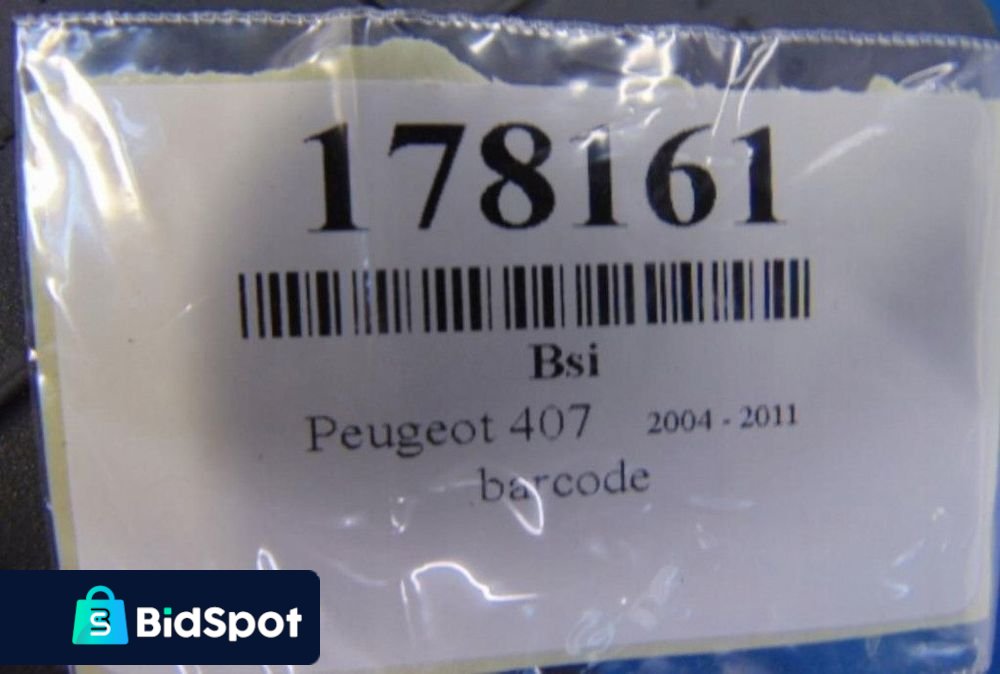 178161
Bsi
Peugeot 407 2004 - 2011
barcode
BidSpot